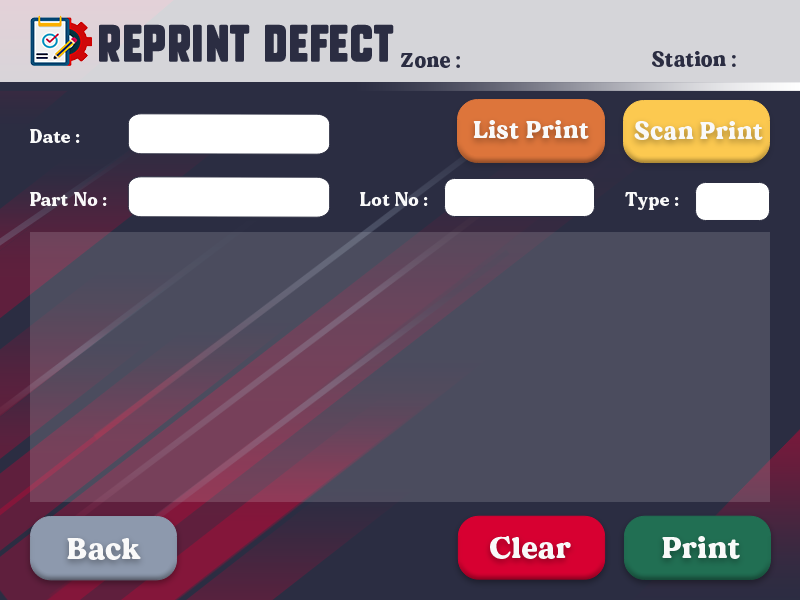 REPRINT DEFECT Zone : Station :
Date : List Print Scan Print
Part No : Lot No : Type :
Back Clear Print